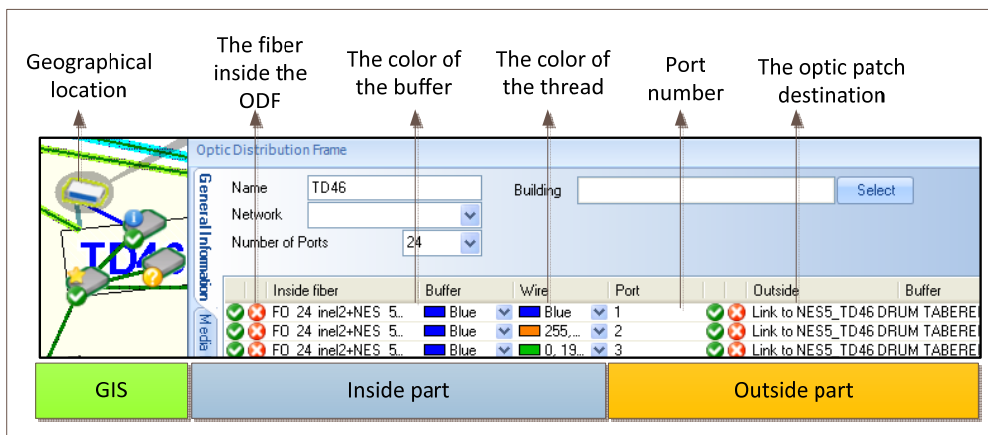 Geographical
location
The fiber
inside the
ODF
The color of
the buffer
The color of
the thread
Port
number
The optic patch
destination
Optic Distribution Frame
General Information
Media
Name TD46 Building Select
Network
Number of Ports 24
TD46
Inside fiber Buffer Wire Port Outside Buffer
FO 24 inel2+NES 5... Blue Blue 1 Link to NES5_TD46 DRUM TABERE
FO 24 inel2+NES 5... Blue 255,... 2 Link to NES5_TD46 DRUM TABERE
FO 24 inel2+NES 5... Blue 0, 19... 3 Link to NES5_TD46 DRUM TABERE
GIS Inside part Outside part